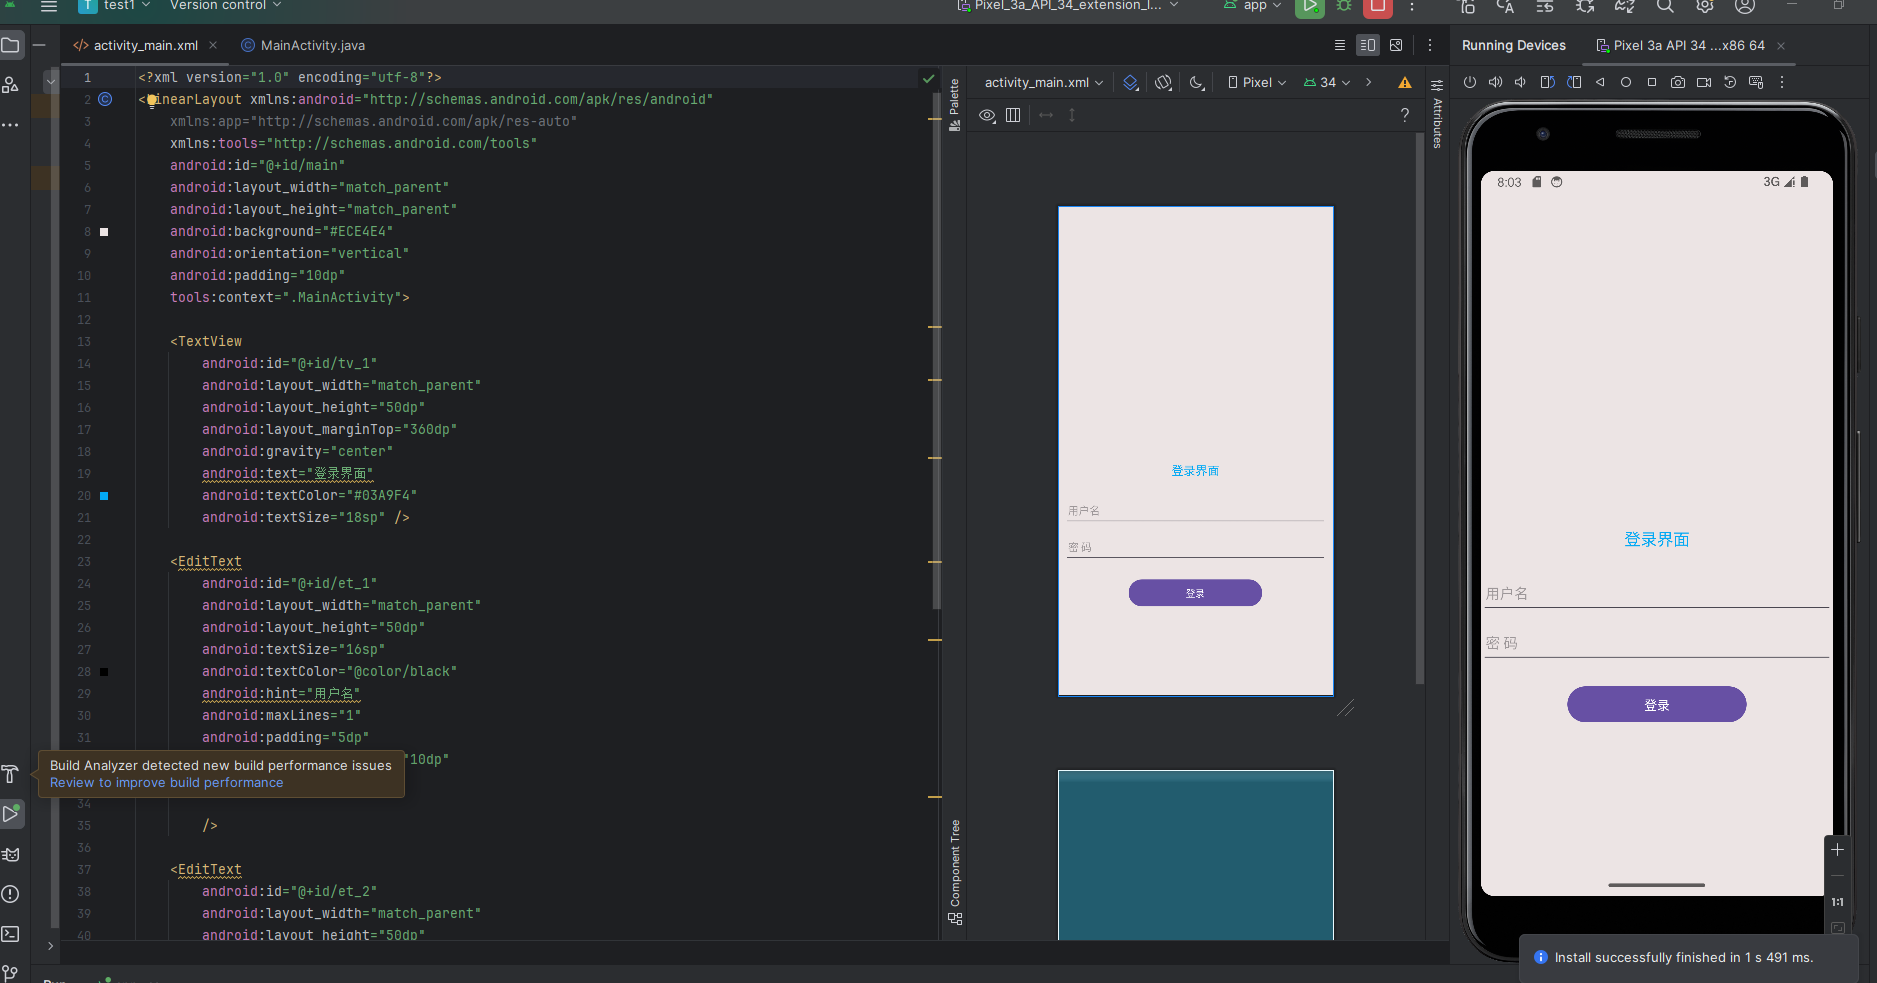 T test1 Version control Pixel_3a_API_34_extension_l... app
activity_main.xml MainActivity.java
Running Devices Pixel 3a API 34 ...x86 64
1 <?xml version="1.0" encoding="utf-8"?>
2 <LinearLayout xmlns:android="http://schemas.android.com/apk/res/android"
3 xmlns:app="http://schemas.android.com/apk/res-auto"
4 xmlns:tools="http://schemas.android.com/tools"
5 android:id="@+id/main"
6 android:layout_width="match_parent"
7 android:layout_height="match_parent"
8 android:background="#ECE4E4"
9 android:orientation="vertical"
10 android:padding="10dp"
11 tools:context=".MainActivity">
12
13 <TextView
14 android:id="@+id/tv_1"
15 android:layout_width="match_parent"
16 android:layout_height="50dp"
17 android:layout_marginTop="360dp"
18 android:gravity="center"
19 android:text="登录界面"
20 android:textColor="#03A9F4"
21 android:textSize="18sp" />
22
23 <EditText
24 android:id="@+id/et_1"
25 android:layout_width="match_parent"
26 android:layout_height="50dp"
27 android:textSize="16sp"
28 android:textColor="@color/black"
29 android:hint="用户名"
30 android:maxLines="1"
31 android:padding="5dp"
"10dp"
Build Analyzer detected new build performance issues
Review to improve build performance
34
35 />
36
37 <EditText
38 android:id="@+id/et_2"
39 android:layout_width="match_parent"
40 android:layout_height="50dp"
Palette
Component Tree
activity_main.xml Pixel 34
?
Attributes
登录界面
用户名
密 码
登录
8:03 3G
登录界面
用户名
密 码
登录
1:1
Install successfully finished in 1 s 491 ms.